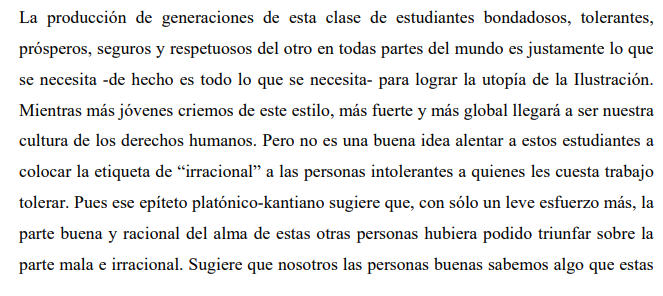 La producción de generaciones de esta clase de estudiantes bondadosos, tolerantes,
prósperos, seguros y respetuosos del otro en todas partes del mundo es justamente lo que
se necesita -de hecho es todo lo que se necesita- para lograr la utopía de la Ilustración.
Mientras más jóvenes criemos de este estilo, más fuerte y más global llegará a ser nuestra
cultura de los derechos humanos. Pero no es una buena idea alentar a estos estudiantes a
colocar la etiqueta de “irracional” a las personas intolerantes a quienes les cuesta trabajo
tolerar. Pues ese epíteto platónico-kantiano sugiere que, con sólo un leve esfuerzo más, la
parte buena y racional del alma de estas otras personas hubiera podido triunfar sobre la
parte mala e irracional. Sugiere que nosotros las personas buenas sabemos algo que estas